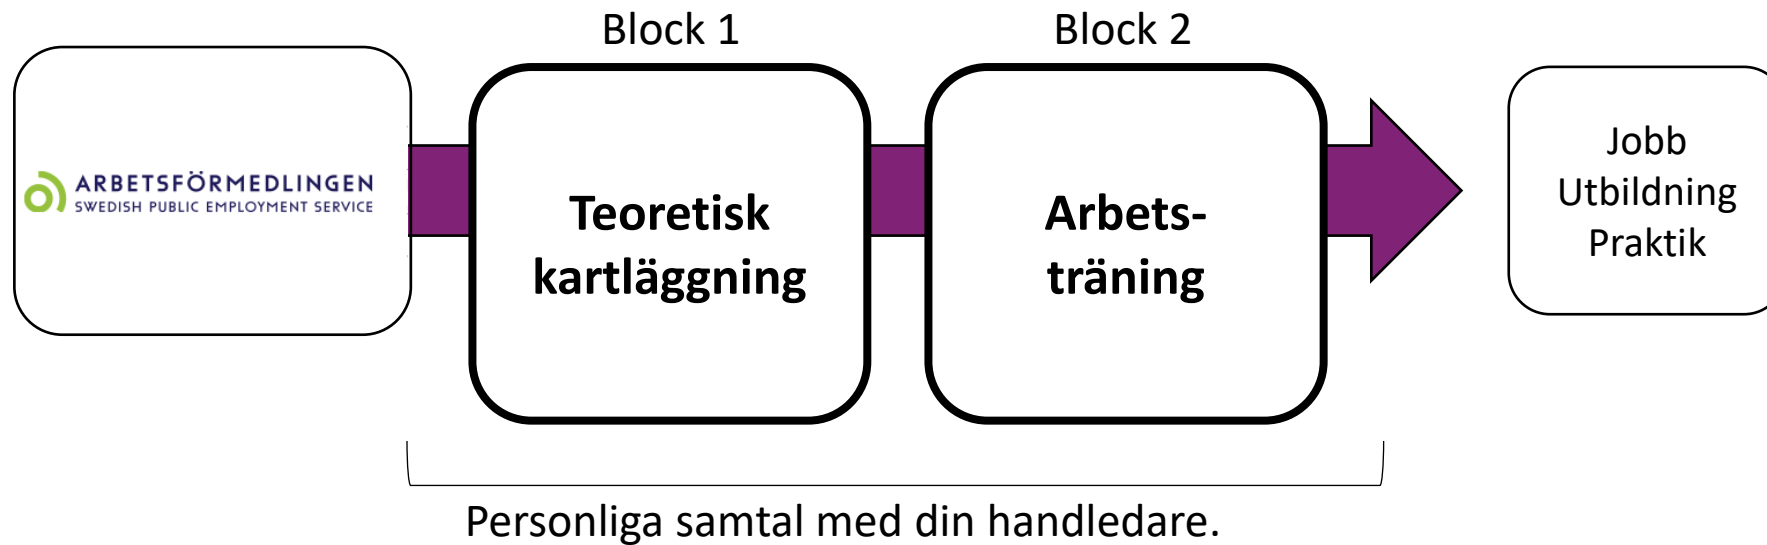 Block 1
Block 2
ARBETSFÖRMEDLINGEN
SWEDISH PUBLIC EMPLOYMENT SERVICE
Teoretisk
kartläggning
Arbets-
träning
Jobb
Utbildning
Praktik
Personliga samtal med din handledare.